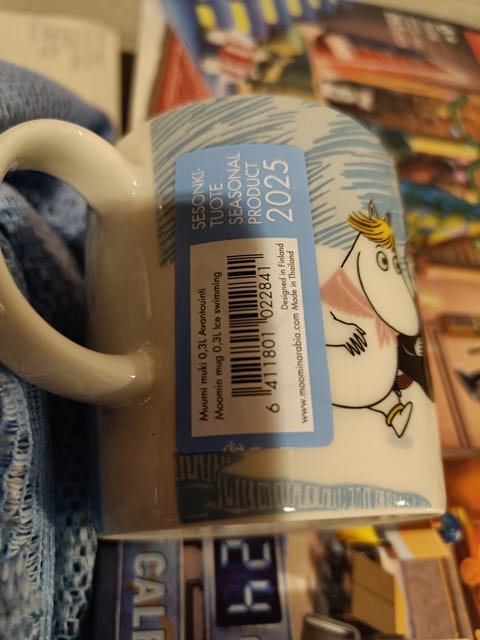 SESONKI-
TUOTE
SEASONAL
PRODUCT
2025
Muumi muki 0,3L Avantouinti
Moomin mug 0,3L Ice swimming
6 411801 022841
Designed in Finland
www.moominarabia.com Made in Thailand
CALE